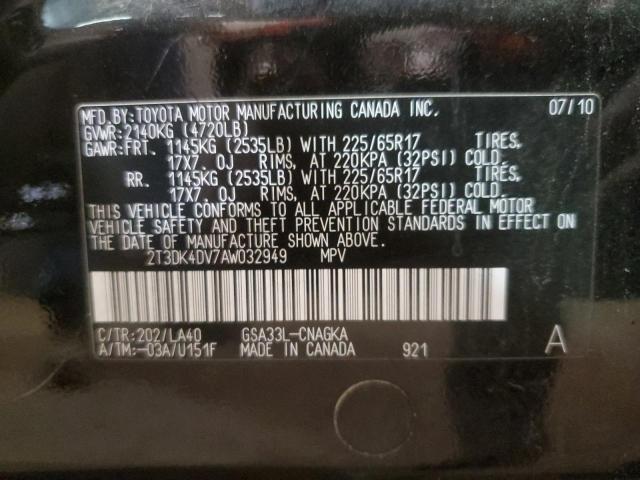 MFD.BY:TOYOTA MOTOR MANUFACTURING CANADA INC. 07/10
GVWR:2140KG (4720LB)
GAWR:FRT. 1145KG (2535LB) WITH 225/65R17 TIRES.
17X7.0J RIMS, AT 220KPA (32PSI) COLD.
RR. 1145KG (2535LB) WITH 225/65R17 TIRES.
17X7.0J RIMS, AT 220KPA (32PSI) COLD.
THIS VEHICLE CONFORMS TO ALL APPLICABLE FEDERAL MOTOR
VEHICLE SAFETY AND THEFT PREVENTION STANDARDS IN EFFECT ON
THE DATE OF MANUFACTURE SHOWN ABOVE.
2T3DK4DV7AW032949 MPV
C/TR:202/LA40 GSA33L-CNAGKA
A/TM:-03A/U151F MADE IN CANADA 921 A